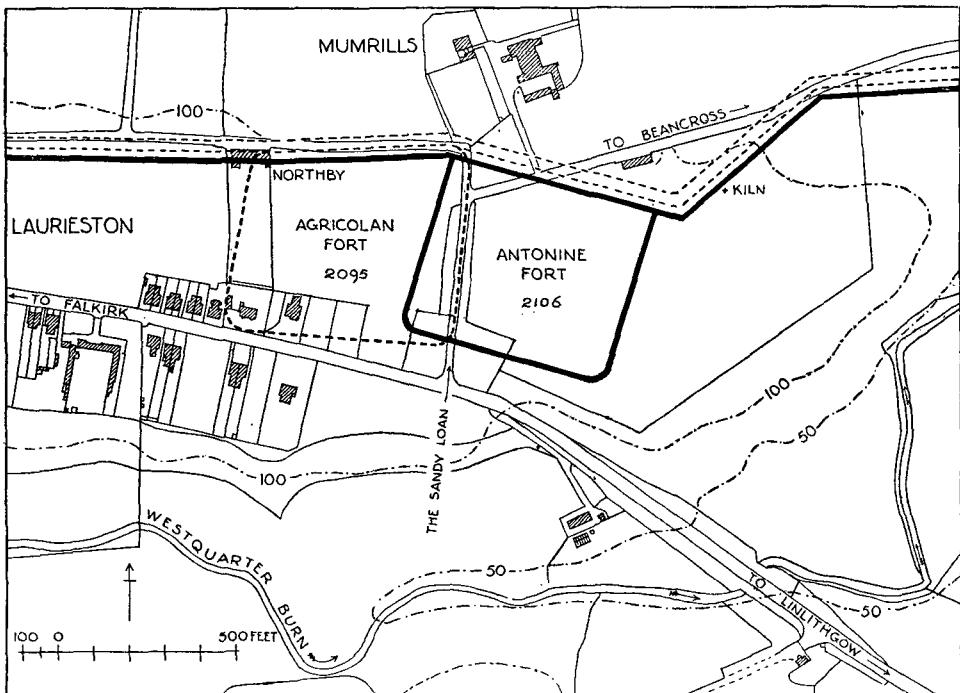 MUMRILLS
100
TO BEANCROSS
NORTHBY
KILN
LAURIESTON
AGRICOLAN
FORT
2095
ANTONINE
FORT
2106
TO FALKIRK
100
50
THE SANDY LOAN
100
WESTQUARTER
BURN
50
TO LINLITHGOW
50
100 0 500 FEET